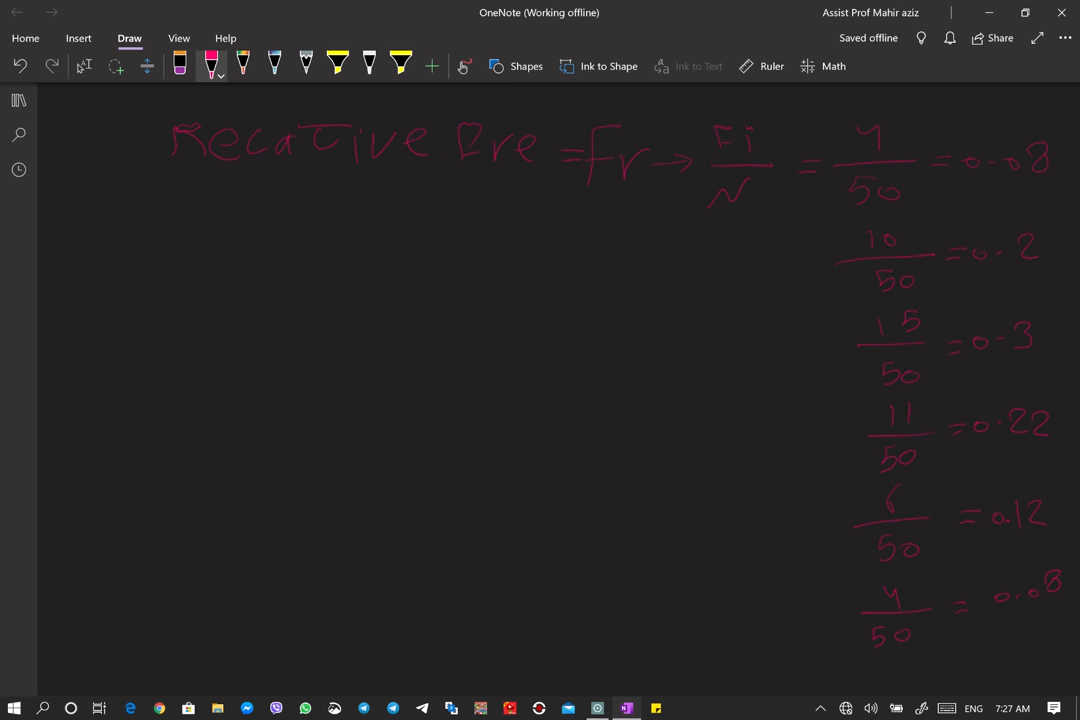 OneNote (Working offline)
Assist Prof Mahir aziz
Home Insert Draw View Help
Saved offline
Share
Shapes
Ink to Shape
Ink to Text
Ruler
Math
Recative Fre = Fr → Fi/N = 4/50 = 0.08
10/50 = 0.2
15/50 = 0.3
11/50 = 0.22
6/50 = 0.12
4/50 = 0.08
ENG
7:27 AM